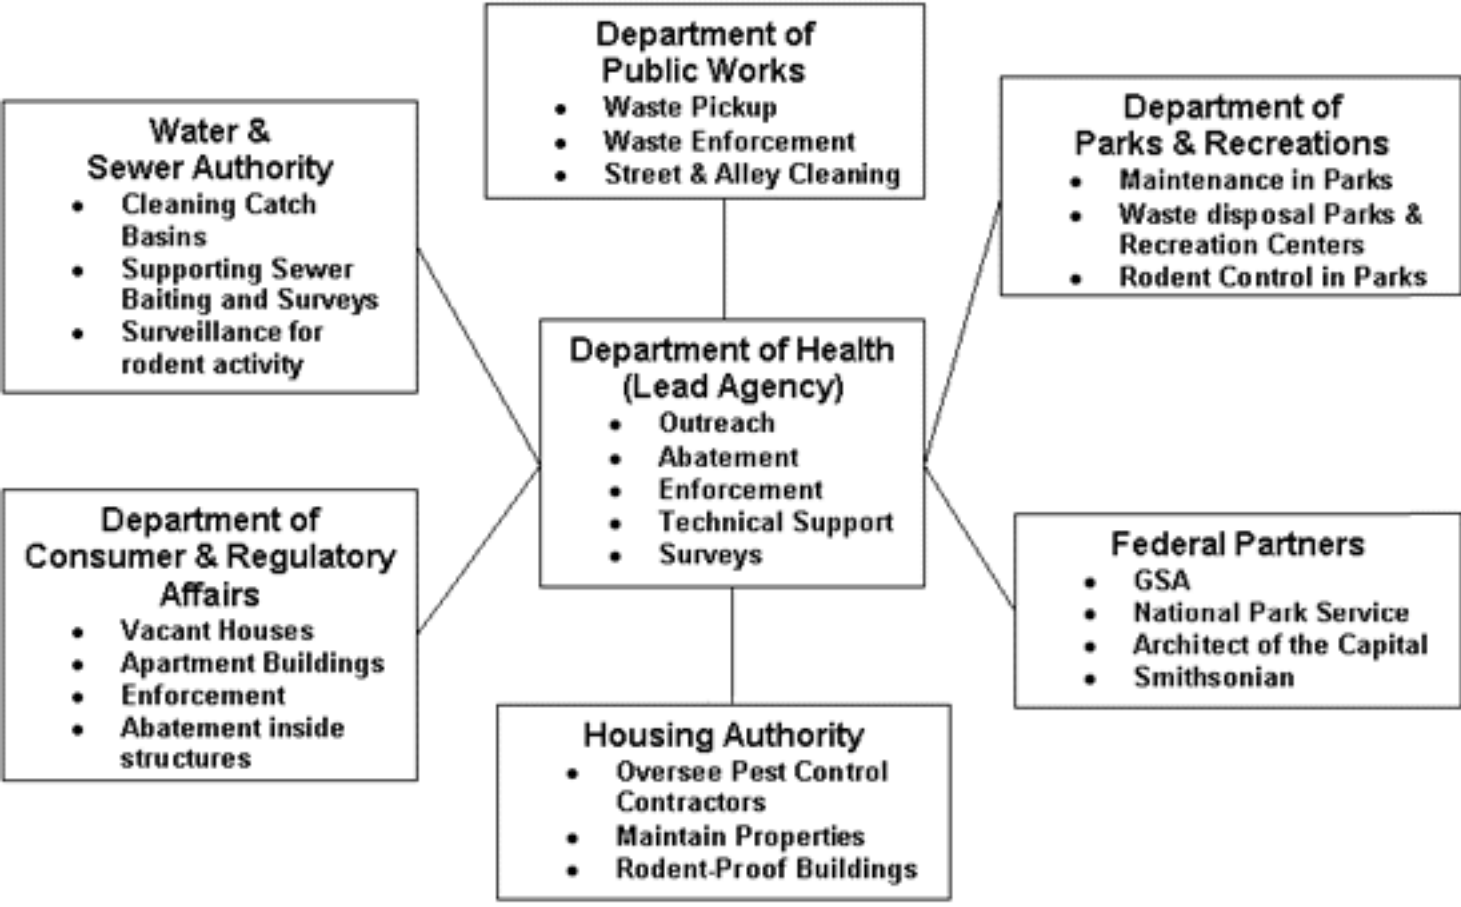 Department of
Public Works
• Waste Pickup
• Waste Enforcement
• Street & Alley Cleaning
Water &
Sewer Authority
• Cleaning Catch
Basins
• Supporting Sewer
Baiting and Surveys
• Surveillance for
rodent activity
Department of
Parks & Recreations
• Maintenance in Parks
• Waste disposal Parks &
Recreation Centers
• Rodent Control in Parks
Department of Health
(Lead Agency)
• Outreach
• Abatement
• Enforcement
• Technical Support
• Surveys
Department of
Consumer & Regulatory
Affairs
• Vacant Houses
• Apartment Buildings
• Enforcement
• Abatement inside
structures
Federal Partners
• GSA
• National Park Service
• Architect of the Capital
• Smithsonian
Housing Authority
• Oversee Pest Control
Contractors
• Maintain Properties
• Rodent-Proof Buildings